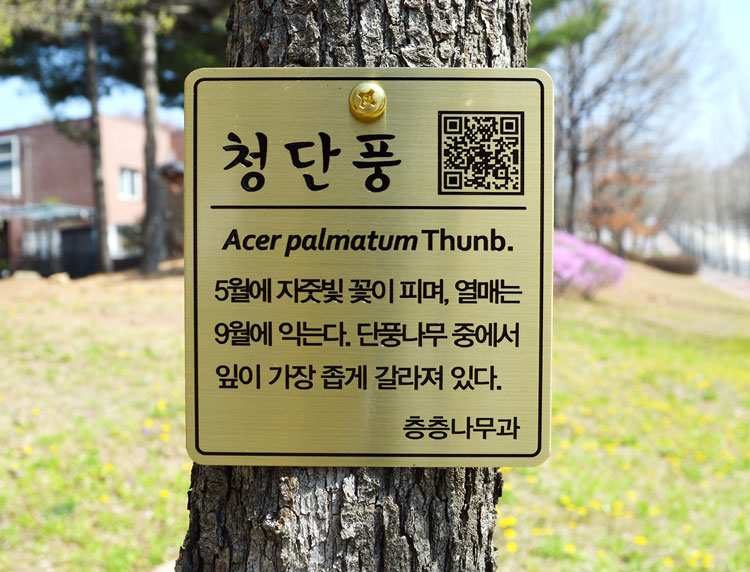 청단풍
Acer palmatum Thunb.
5월에 자줏빛 꽃이 피며, 열매는
9월에 익는다. 단풍나무 중에서
잎이 가장 좁게 갈라져 있다.
층층나무과